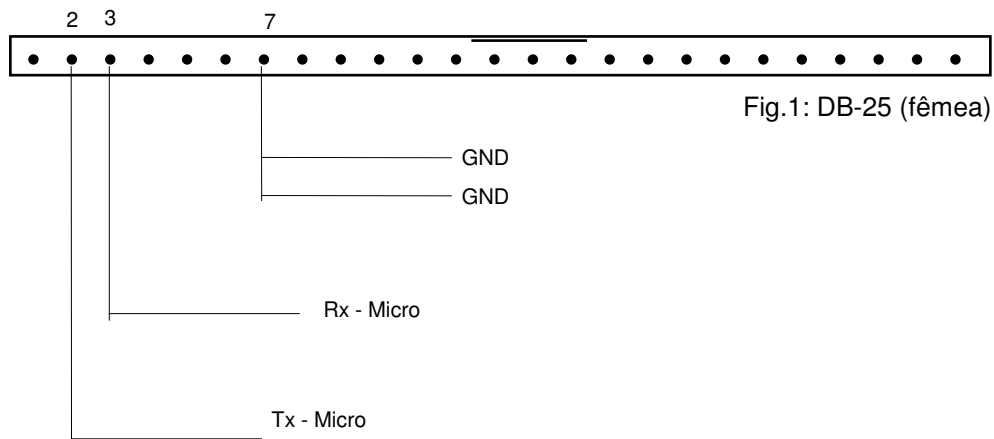 2 3 7
Fig.1: DB-25 (fêmea)
GND
GND
Rx - Micro
Tx - Micro